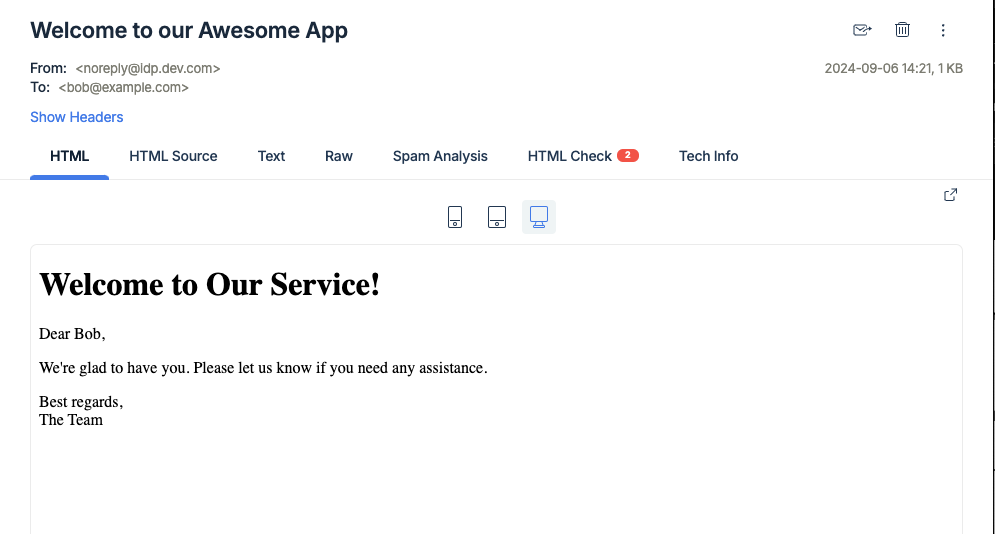 Welcome to our Awesome App
From: <noreply@idp.dev.com>
2024-09-06 14:21, 1 KB
To: <bob@example.com>
Show Headers
HTML HTML Source Text Raw Spam Analysis HTML Check 2 Tech Info
Welcome to Our Service!
Dear Bob,
We're glad to have you. Please let us know if you need any assistance.
Best regards,
The Team